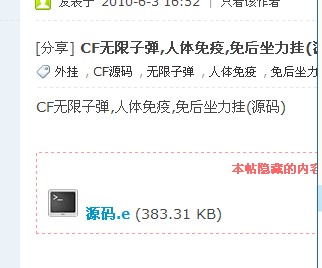 发表于 2010-6-3 16:52 | 只看该作者
[分享] CF无限子弹,人体免疫,免后坐力挂(源
外挂 , CF源码 , 无限子弹 , 人体免疫 , 免后坐力
CF无限子弹,人体免疫,免后坐力挂(源码)
本帖隐藏的内容
源码.e (383.31 KB)